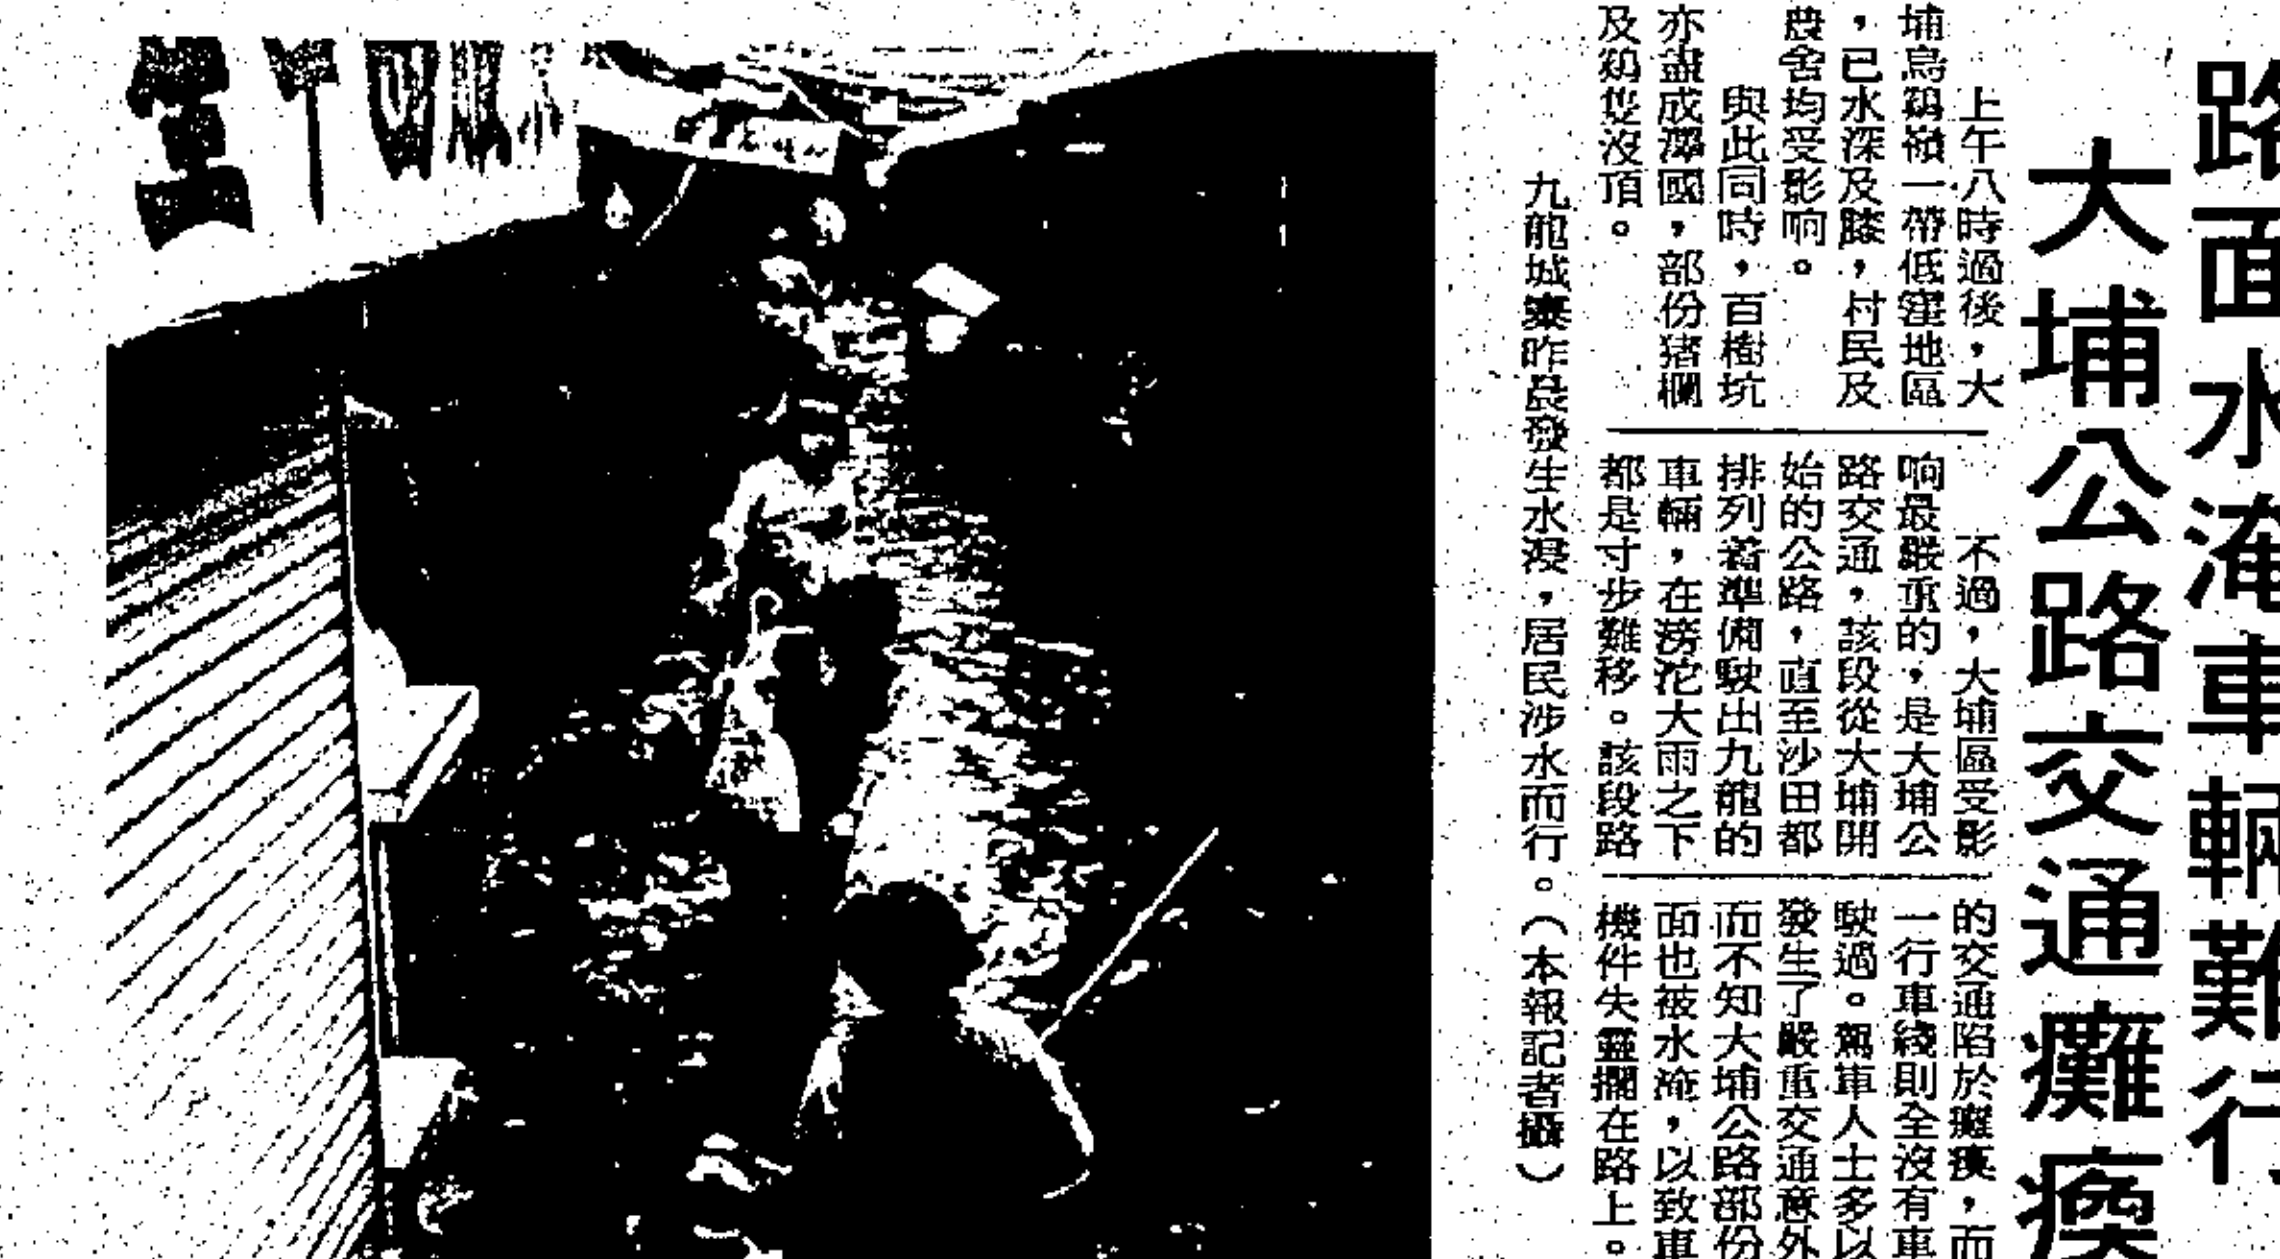 路面水淹車輛難行
大埔公路交通癱瘓
上午八時過後，大
埔烏鷄嶺一帶低窪地區
，已水深及膝，村民及
農舍均受影响。
與此同時，百樹坑
亦盡成澤國，部份猪欄
及鷄隻沒頂。
不過，大埔區受影
响最嚴重的，是大埔公
路交通，該段從大埔開
始的公路，直至沙田都
排列着準備駛出九龍的
車輛，在滂沱大雨之下
都是寸步難移。該段路
的交通陷於癱瘓，而
一行車綫則全沒有車
駛過。駕車人士多以
發生了嚴重交通意外
而不知大埔公路部份
面也被水淹，以致車
機件失靈擱在路上。
九龍城寨昨晨發生水浸，居民涉水而行。（本報記者攝）